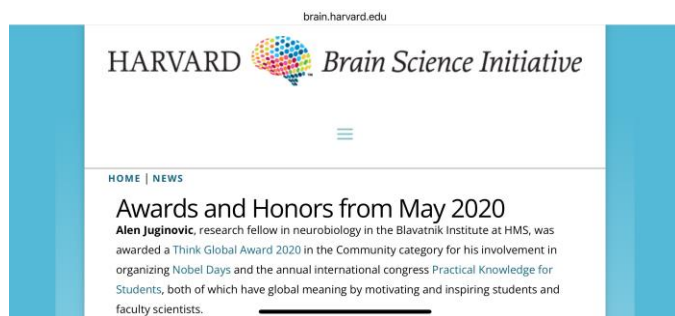 brain.harvard.edu
HARVARD Brain Science Initiative
HOME | NEWS
Awards and Honors from May 2020
Alen Juginovic, research fellow in neurobiology in the Blavatnik Institute at HMS, was
awarded a Think Global Award 2020 in the Community category for his involvement in
organizing Nobel Days and the annual international congress Practical Knowledge for
Students, both of which have global meaning by motivating and inspiring students and
faculty scientists.